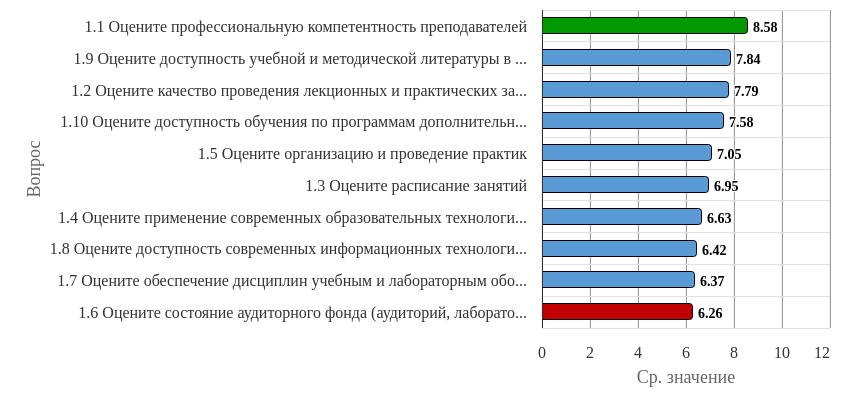 1.1 Оцените профессиональную компетентность преподавателей 8.58
1.9 Оцените доступность учебной и методической литературы в ... 7.84
1.2 Оцените качество проведения лекционных и практических за... 7.79
1.10 Оцените доступность обучения по программам дополнительн... 7.58
1.5 Оцените организацию и проведение практик 7.05
1.3 Оцените расписание занятий 6.95
1.4 Оцените применение современных образовательных технологи... 6.63
1.8 Оцените доступность современных информационных технологи... 6.42
1.7 Оцените обеспечение дисциплин учебным и лабораторным обо... 6.37
1.6 Оцените состояние аудиторного фонда (аудиторий, лаборато... 6.26
Вопрос
0 2 4 6 8 10 12
Ср. значение